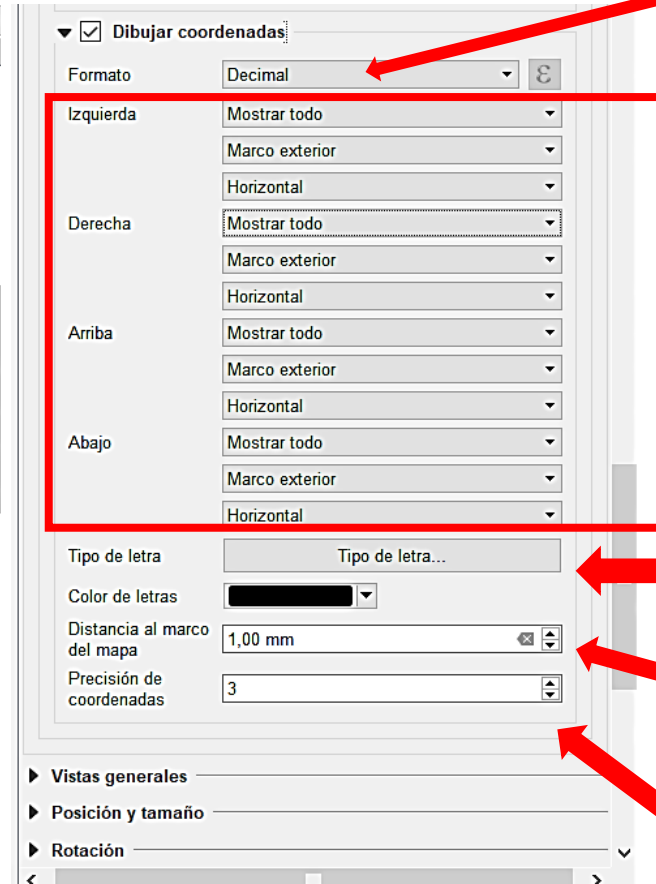 Dibujar coordenadas
Formato Decimal ε
Izquierda Mostrar todo
Marco exterior
Horizontal
Derecha Mostrar todo
Marco exterior
Horizontal
Arriba Mostrar todo
Marco exterior
Horizontal
Abajo Mostrar todo
Marco exterior
Horizontal
Tipo de letra Tipo de letra...
Color de letras
Distancia al marco
del mapa 1,00 mm
Precisión de
coordenadas 3
Vistas generales
Posición y tamaño
Rotación